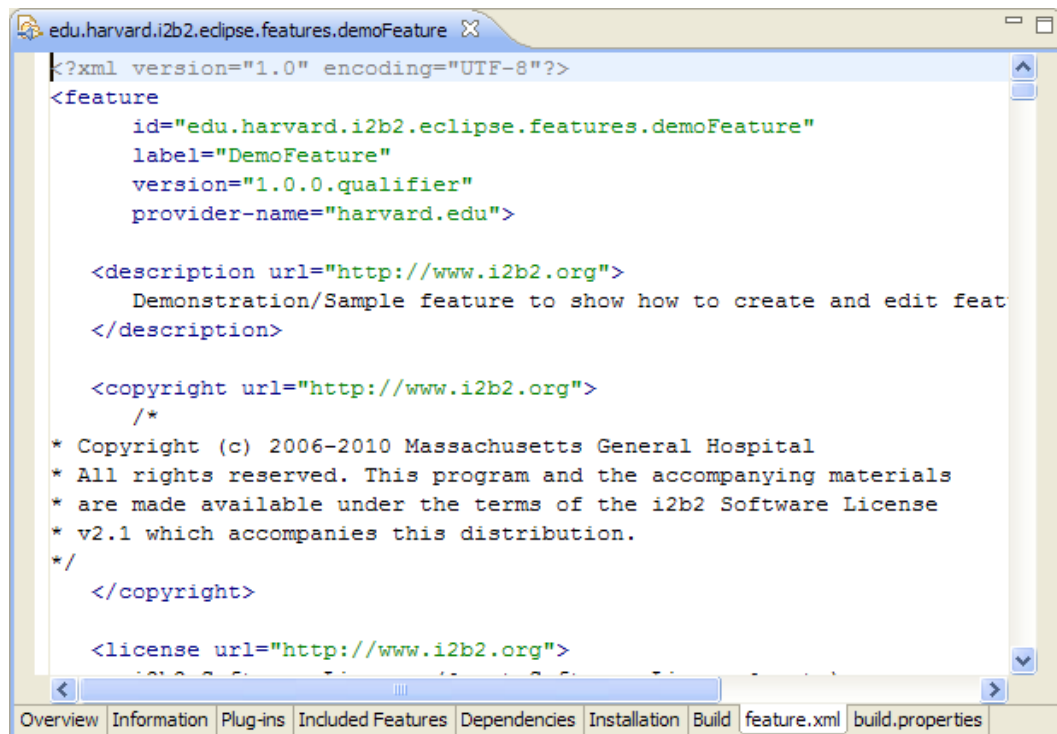 edu.harvard.i2b2.eclipse.features.demoFeature
<?xml version="1.0" encoding="UTF-8"?>
<feature
id="edu.harvard.i2b2.eclipse.features.demoFeature"
label="DemoFeature"
version="1.0.0.qualifier"
provider-name="harvard.edu">
<description url="http://www.i2b2.org">
Demonstration/Sample feature to show how to create and edit feat
</description>
<copyright url="http://www.i2b2.org">
/*
* Copyright (c) 2006-2010 Massachusetts General Hospital
* All rights reserved. This program and the accompanying materials
* are made available under the terms of the i2b2 Software License
* v2.1 which accompanies this distribution.
*/
</copyright>
<license url="http://www.i2b2.org">
Overview Information Plug-ins Included Features Dependencies Installation Build feature.xml build.properties